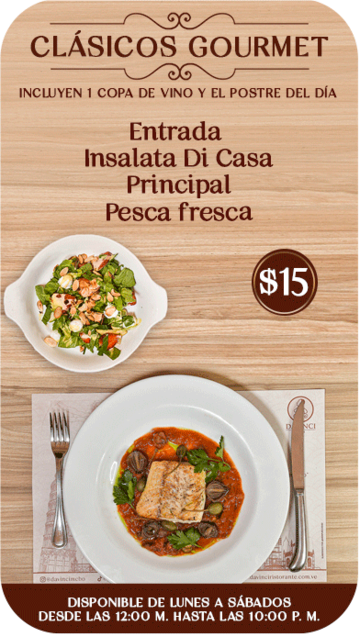 CLÁSICOS GOURMET
INCLUYEN 1 COPA DE VINO Y EL POSTRE DEL DÍA
Entrada
Insalata Di Casa
Principal
Pesca fresca
$15
DISPONIBLE DE LUNES A SÁBADOS
DESDE LAS 12:00 M. HASTA LAS 10:00 P. M.